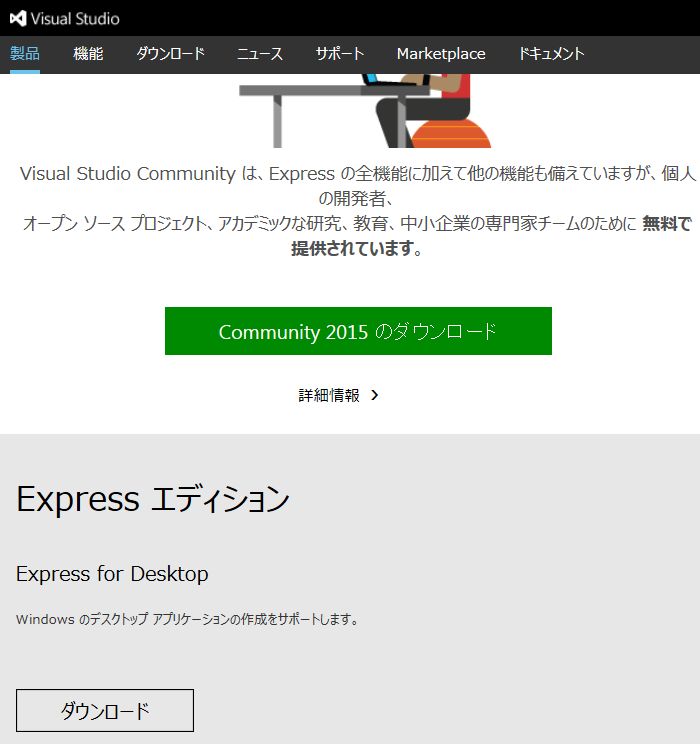 Visual Studio
製品 機能 ダウンロード ニュース サポート Marketplace ドキュメント
Visual Studio Community は、Express の全機能に加えて他の機能も備えていますが、個人
の開発者、
オープン ソース プロジェクト、アカデミックな研究、教育、中小企業の専門家チームのために 無料で
提供されています。
Community 2015 のダウンロード
詳細情報 >
Express エディション
Express for Desktop
Windows のデスクトップ アプリケーションの作成をサポートします。
ダウンロード